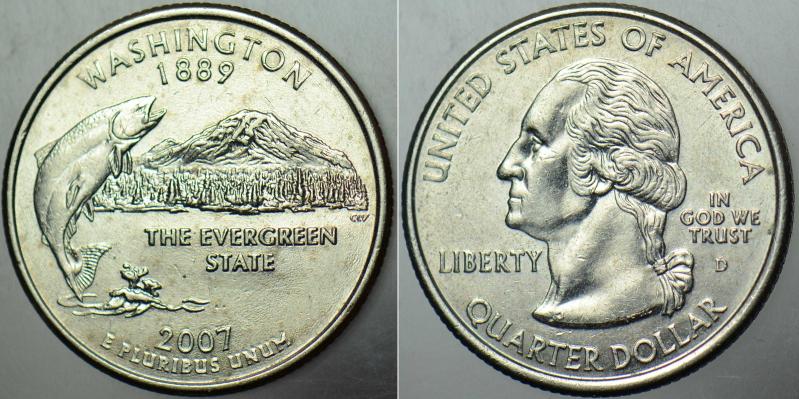 WASHINGTON
1889
CLV
THE EVERGREEN
STATE
2007
E PLURIBUS UNUM
UNITED STATES OF AMERICA
IN
GOD WE
TRUST
LIBERTY
D
QUARTER DOLLAR